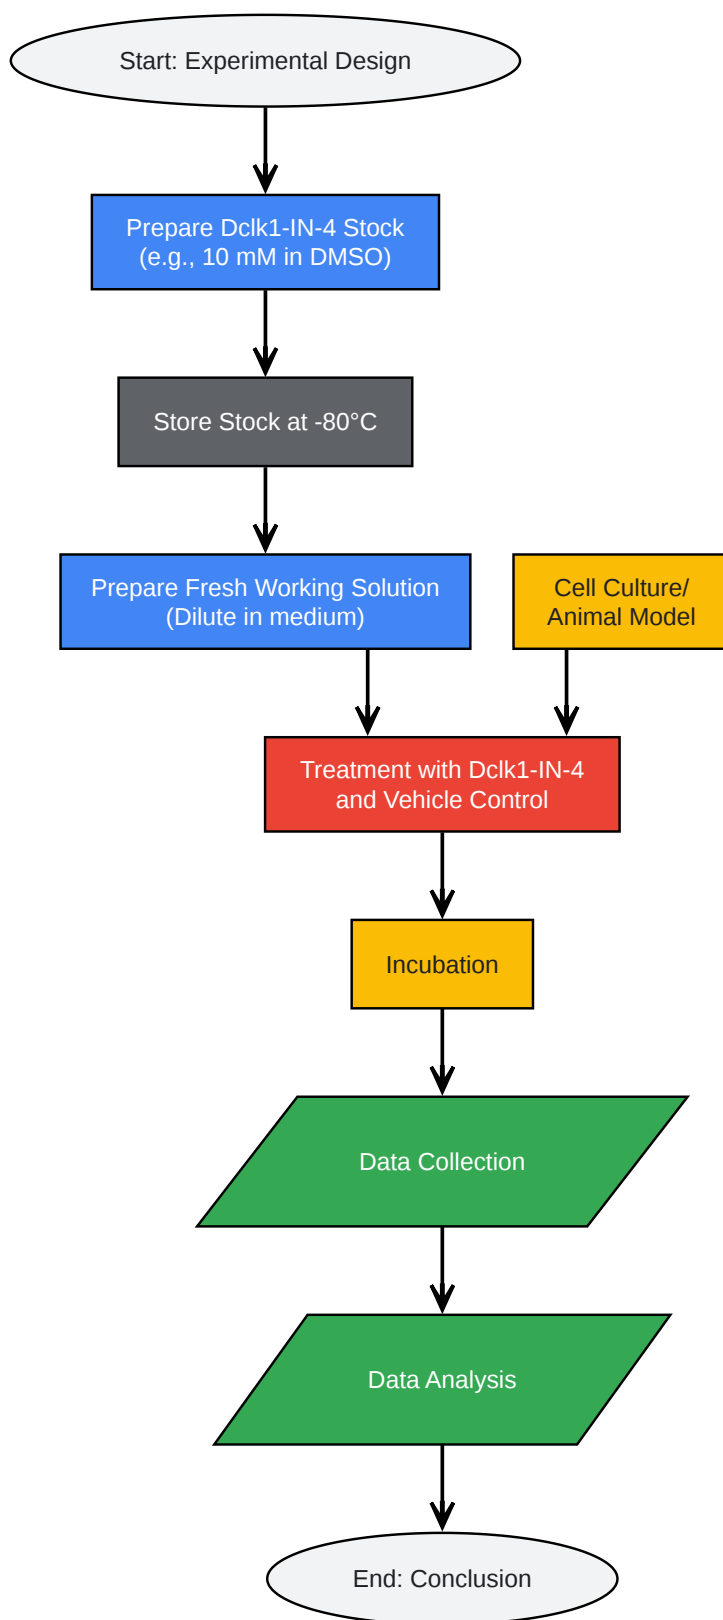 Start: Experimental Design
Prepare Dclk1-IN-4 Stock
(e.g., 10 mM in DMSO)
Store Stock at -80°C
Prepare Fresh Working Solution
(Dilute in medium)
Cell Culture/
Animal Model
Treatment with Dclk1-IN-4
and Vehicle Control
Incubation
Data Collection
Data Analysis
End: Conclusion